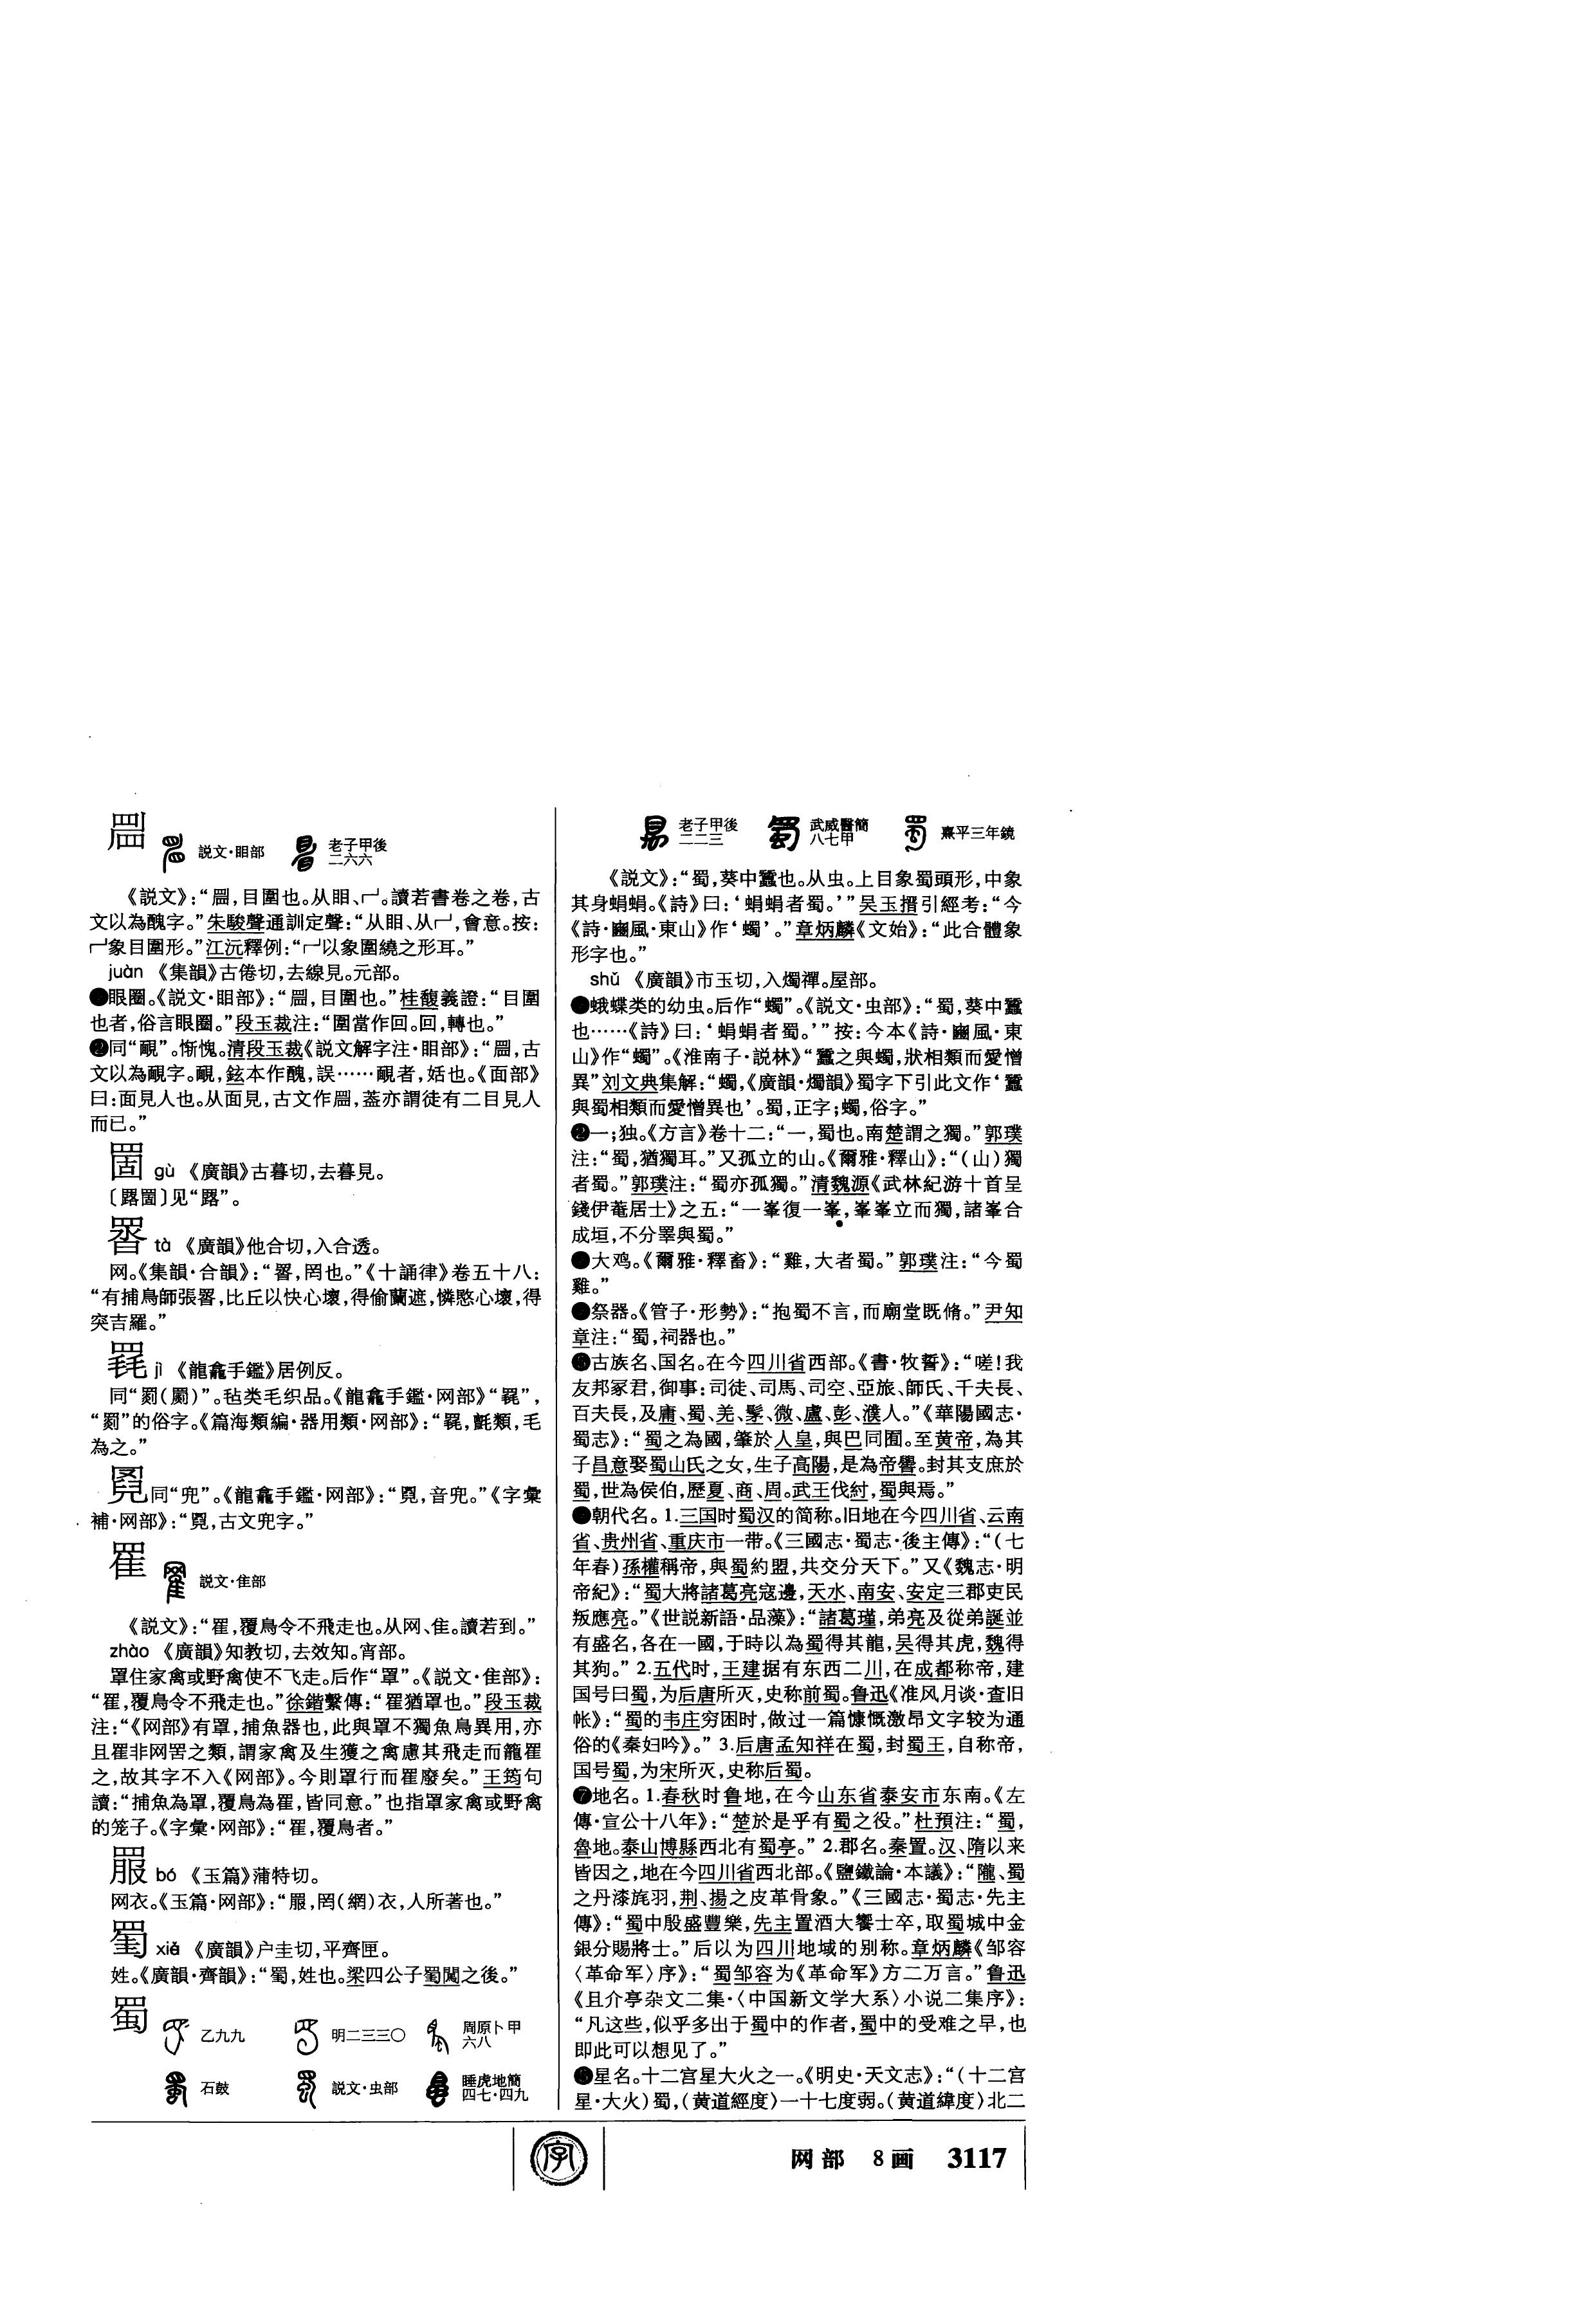 䀠 説文·䀠部 老子甲後二六六
《説文》：“，目圍也。从䀠、𠂆。讀若書卷之卷，古
文以為醜字。”朱駿聲通訓定聲：“从䀠、从𠂆，會意。按：
𠂆象目圍形。”江沅釋例：“𠂆以象圍繞之形耳。”
juàn 《集韻》古倦切，去線見。元部。
❶眼圈。《説文·䀠部》：“，目圍也。”桂馥義證：“目圍
也者，俗言眼圈。”段玉裁注：“圍當作回。回，轉也。”
❷同“靦”。惭愧。清段玉裁《説文解字注·䀠部》：“，古
文以為靦字。靦，鉉本作醜，誤……靦者，姡也。《面部》
曰：面見人也。从面見，古文作，蓋亦謂徒有二目見人
而已。”
罟 gù 《廣韻》古暮切，去暮見。
〔𦋐〕见“”。
䍇 tà 《廣韻》他合切，入合透。
网。《集韻·合韻》：“，罔也。”《十誦律》卷五十八：
“有捕鳥師張，比丘以快心壞，得偷蘭遮，憐愍心壞，得
突吉羅。”
jì 《龍龕手鑑》居例反。
同“𦋺（罽）”。毡类毛织品。《龍龕手鑑·网部》“”，
“”的俗字。《篇海類編·器用類·网部》：“，氈類，毛
為之。”
同“兜”。《龍龕手鑑·网部》：“，音兜。”《字彙
補·网部》：“，古文兜字。”
䍜 説文·隹部
《説文》：“䍜，覆鳥令不飛走也。从网、隹。讀若到。”
zhào 《廣韻》知教切，去效知。宵部。
罩住家禽或野禽使不飞走。后作“罩”。《説文·隹部》：
“䍜，覆鳥令不飛走也。”徐鍇繫傳：“䍜猶罩也。”段玉裁
注：“《网部》有罩，捕魚器也，此與罩不獨魚鳥異用，亦
且䍜非网罟之類，謂家禽及生獲之禽慮其飛走而籠䍜
之，故其字不入《网部》。今則罩行而䍜廢矣。”王筠句
讀：“捕魚為罩，覆鳥為䍜，皆同意。”也指罩家禽或野禽
的笼子。《字彙·网部》：“䍜，覆鳥者。”
bó 《玉篇》蒲特切。
网衣。《玉篇·网部》：“，罔（網）衣，人所著也。”
xié 《廣韻》户圭切，平齊匣。
姓。《廣韻·齊韻》：“，姓也。梁四公子闖之後。”
蜀 乙九九 明二三三〇 周原卜甲六八
石鼓 説文·虫部 睡虎地簡四七·四九
老子甲後二二三 武威醫簡八七甲 熹平三年鏡
《説文》：“蜀，葵中蠶也。从虫。上目象蜀頭形，中象
其身蜎蜎。《詩》曰：‘蜎蜎者蜀。’”吴玉搢引經考：“今
《詩·豳風·東山》作‘蠋’。”章炳麟《文始》：“此合體象
形字也。”
shǔ 《廣韻》市玉切，入燭禪。屋部。
❶蛾蝶类的幼虫。后作“蠋”。《説文·虫部》：“蜀，葵中蠶
也……《詩》曰：‘蜎蜎者蜀。’”按：今本《詩·豳風·東
山》作“蠋”。《淮南子·説林》“蠶之與蠋，狀相類而愛憎
異”刘文典集解：“蠋，《廣韻·燭韻》蜀字下引此文作‘蠶
與蜀相類而愛憎異也’。蜀，正字；蠋，俗字。”
❷一；独。《方言》卷十二：“一，蜀也。南楚謂之獨。”郭璞
注：“蜀，猶獨耳。”又孤立的山。《爾雅·釋山》：“（山）獨
者蜀。”郭璞注：“蜀亦孤獨。”清魏源《武林紀游十首呈
錢伊菴居士》之五：“一峯復一峯，峯峯立而獨，諸峯合
成垣，不分睪與蜀。”
❸大鸡。《爾雅·釋畜》：“雞，大者蜀。”郭璞注：“今蜀
雞。”
❹祭器。《管子·形勢》：“抱蜀不言，而廟堂既脩。”尹知
章注：“蜀，祠器也。”
❺古族名、国名。在今四川省西部。《書·牧誓》：“嗟！我
友邦冢君，御事：司徒、司馬、司空、亞旅、師氏、千夫長、
百夫長，及庸、蜀、羌、髳、微、盧、彭、濮人。”《華陽國志·
蜀志》：“蜀之為國，肇於人皇，與巴同囿。至黄帝，為其
子昌意娶蜀山氏之女，生子高陽，是為帝嚳。封其支庶於
蜀，世為侯伯，歷夏、商、周。武王伐紂，蜀與焉。”
❻朝代名。1.三国时蜀汉的简称。旧地在今四川省、云南
省、贵州省、重庆市一带。《三國志·蜀志·後主傳》：“（七
年春）孫權稱帝，與蜀約盟，共交分天下。”又《魏志·明
帝紀》：“蜀大將諸葛亮寇邊，天水、南安、安定三郡吏民
叛應亮。”《世説新語·品藻》：“諸葛瑾，弟亮及從弟誕並
有盛名，各在一國，于時以為蜀得其龍，吴得其虎，魏得
其狗。”2.五代时，王建据有东西二川，在成都称帝，建
国号曰蜀，为后唐所灭，史称前蜀。鲁迅《准风月谈·查旧
帐》：“蜀的韦庄穷困时，做过一篇慷慨激昂文字较为通
俗的《秦妇吟》。”3.后唐孟知祥在蜀，封蜀王，自称帝，
国号蜀，为宋所灭，史称后蜀。
❼地名。1.春秋时鲁地，在今山东省泰安市东南。《左
傳·宣公十八年》：“楚於是乎有蜀之役。”杜預注：“蜀，
魯地。泰山博縣西北有蜀亭。”2.郡名。秦置。汉、隋以来
皆因之，地在今四川省西北部。《鹽鐵論·本議》：“隴、蜀
之丹漆旄羽，荆、揚之皮革骨象。”《三國志·蜀志·先主
傳》：“蜀中殷盛豐樂，先主置酒大饗士卒，取蜀城中金
銀分賜將士。”后以为四川地域的别称。章炳麟《邹容
〈革命军〉序》：“蜀邹容为《革命军》方二万言。”鲁迅
《且介亭杂文二集·〈中国新文学大系〉小说二集序》：
“凡这些，似乎多出于蜀中的作者，蜀中的受难之早，也
即此可以想见了。”
❽星名。十二宫星大火之一。《明史·天文志》：“（十二宫
星·大火）蜀，（黄道經度）一十七度弱。（黄道緯度）北二
字
网部 8画 3117